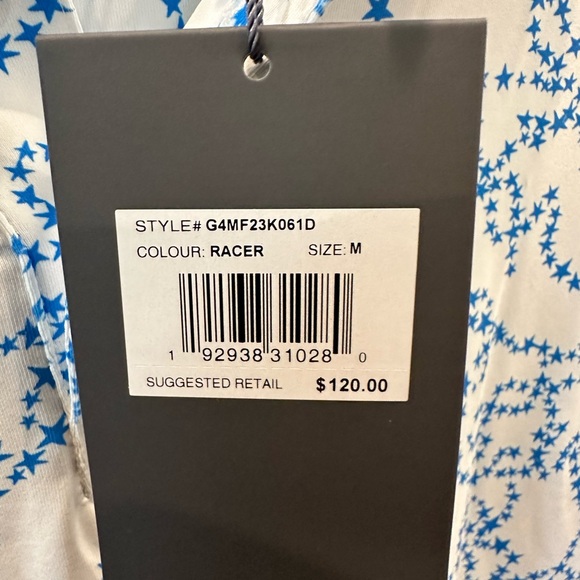 STYLE# G4MF23K061D
COLOUR: RACER SIZE: M
1 92938 31028 0
SUGGESTED RETAIL $120.00